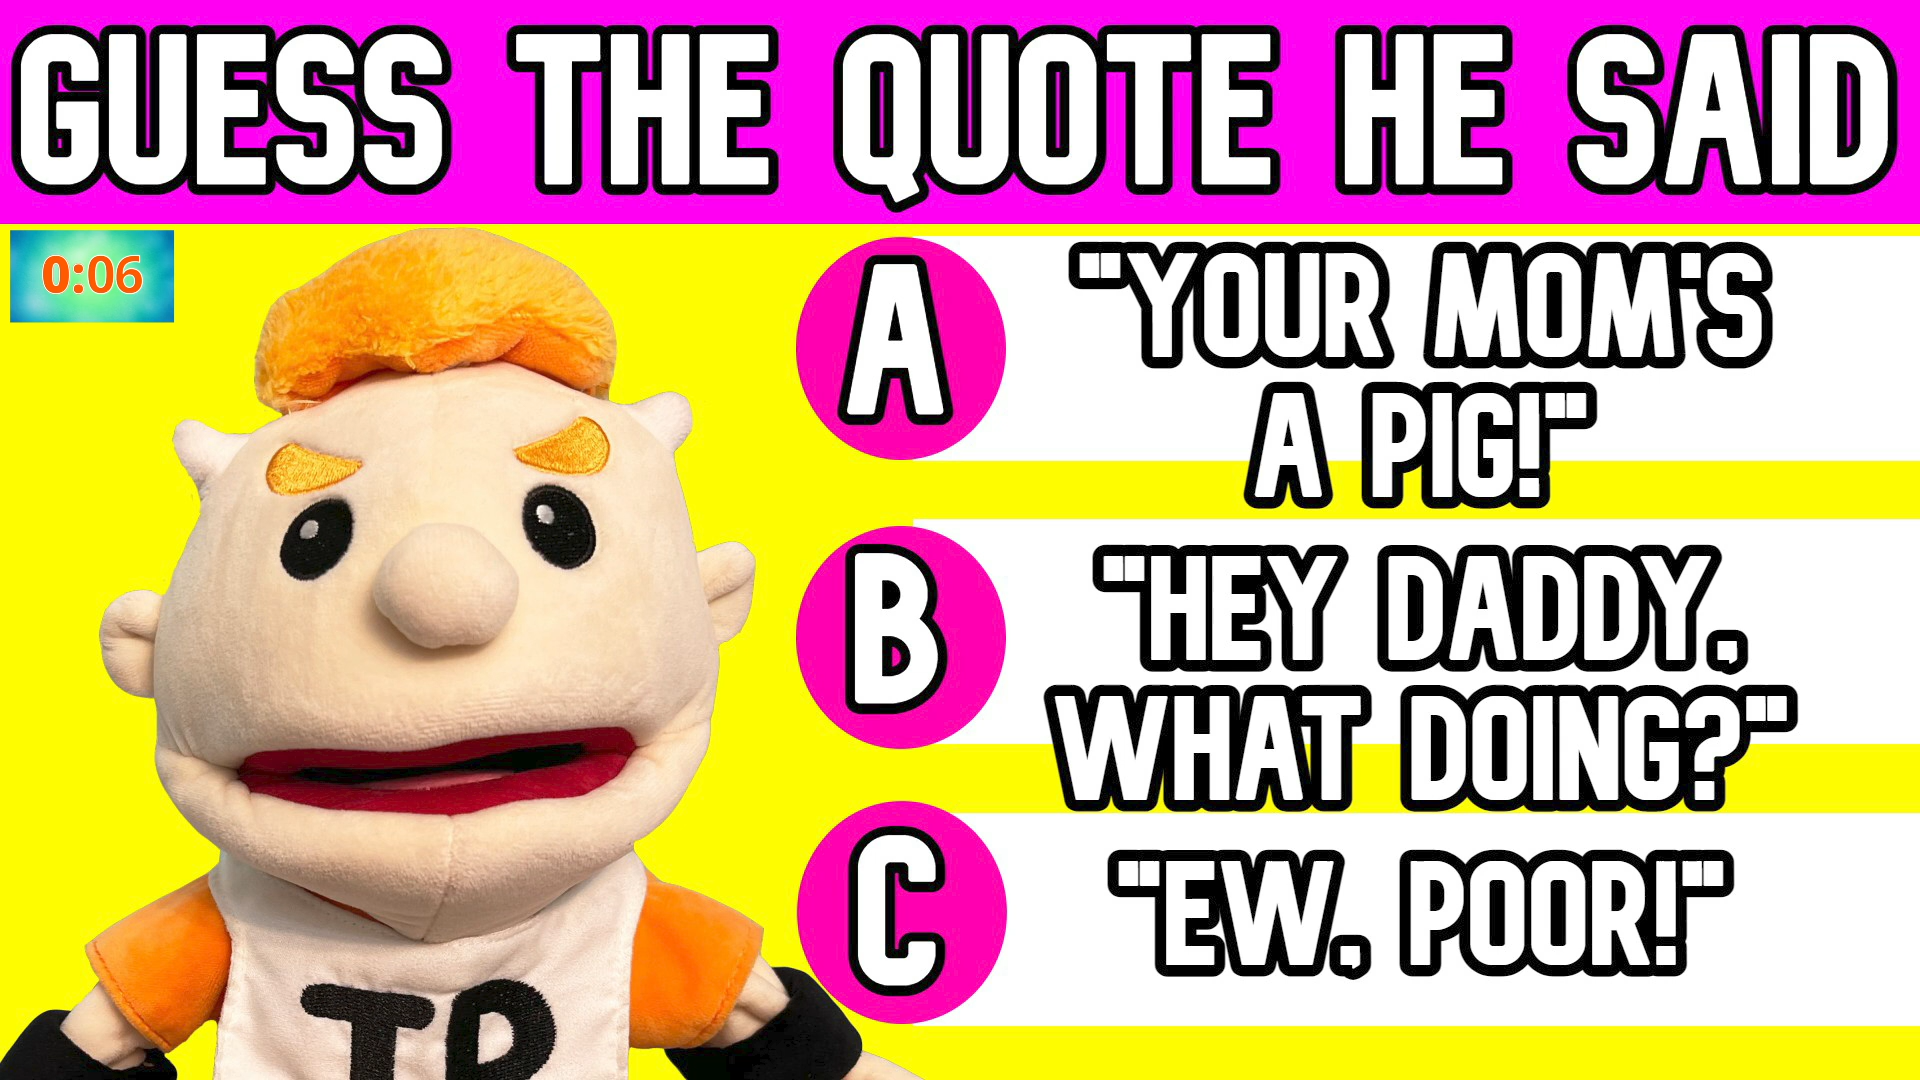 GUESS THE QUOTE HE SAID
0:06
A
"YOUR MOM'S
A PIG!"
B
"HEY DADDY,
WHAT DOING?"
C
"EW, POOR!"
TP